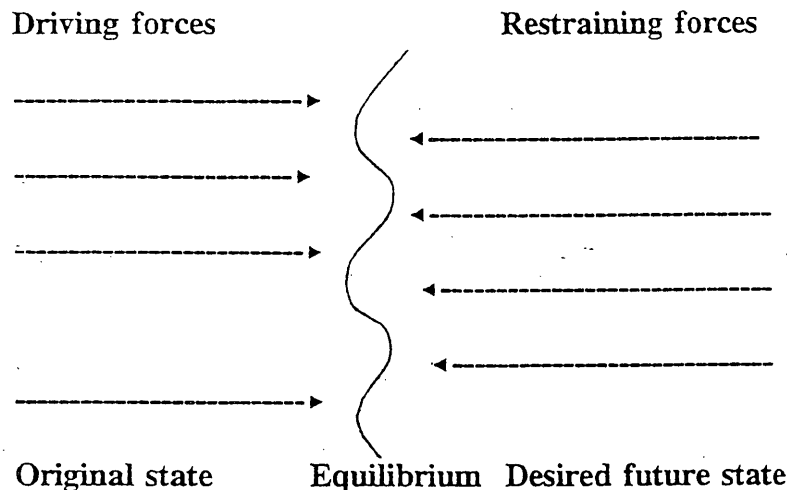 Driving forces Restraining forces
Original state Equilibrium Desired future state